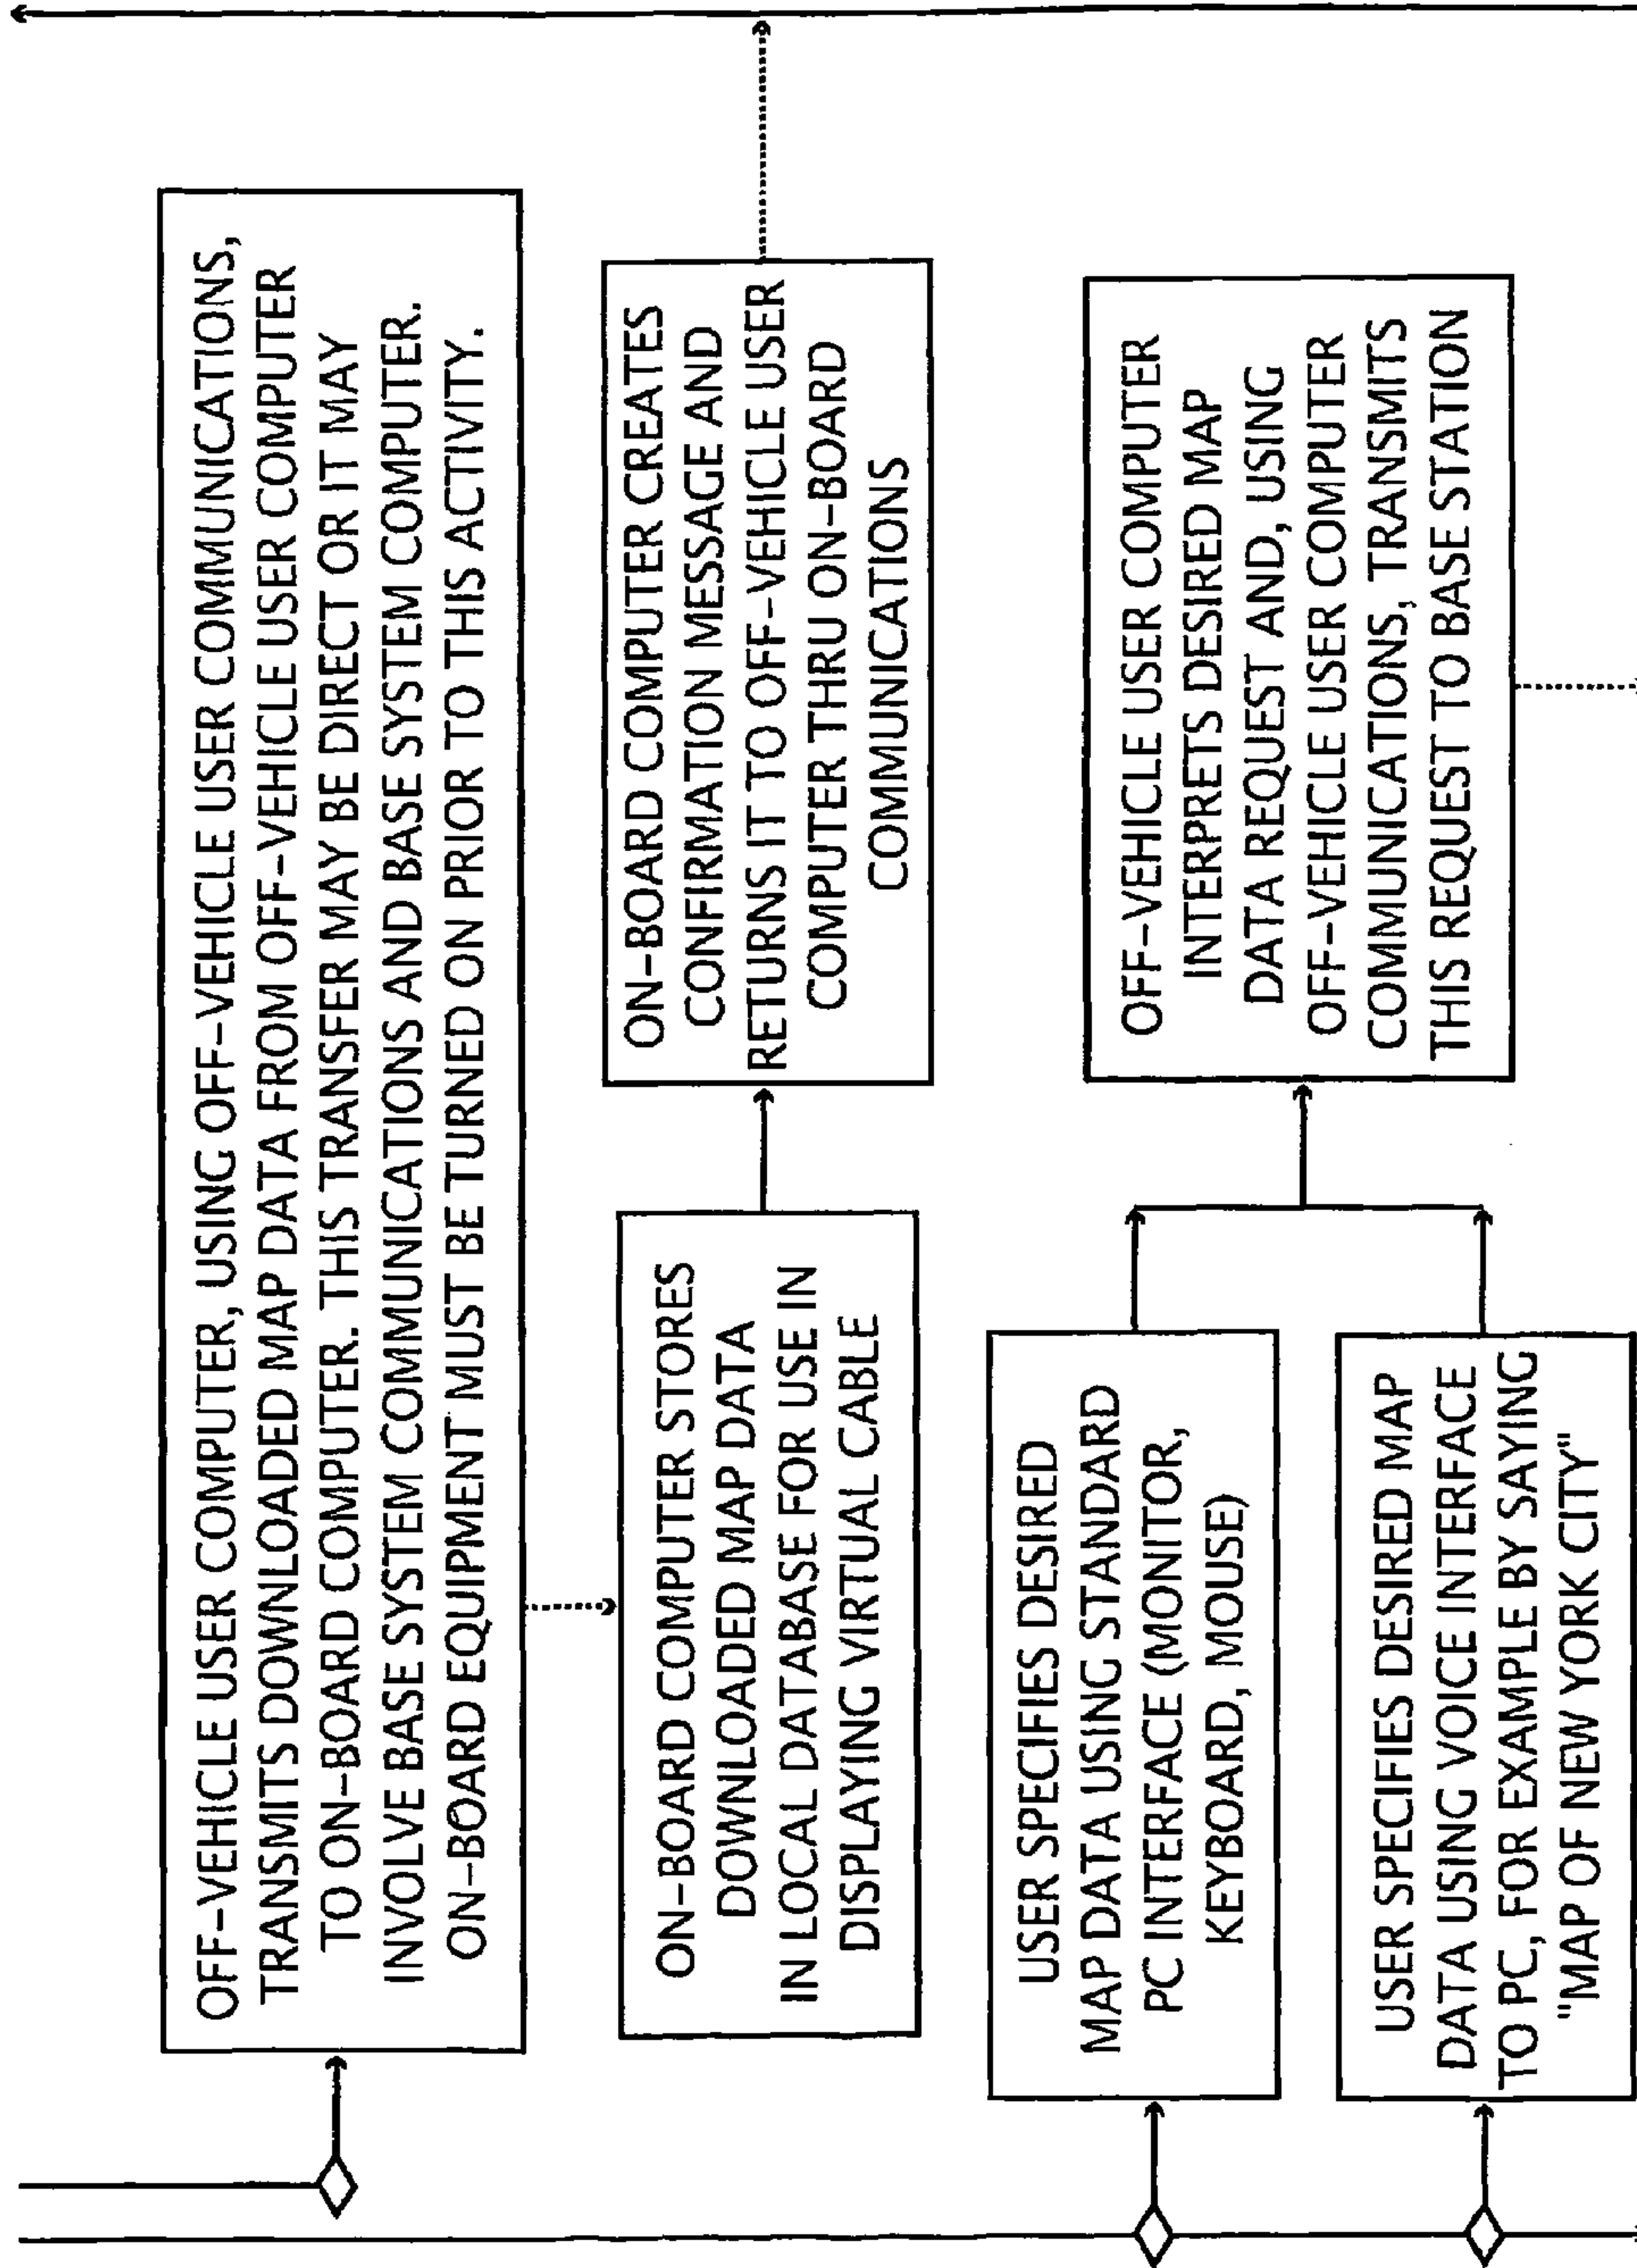 OFF-VEHICLE USER COMPUTER, USING OFF-VEHICLE USER COMMUNICATIONS,
TRANSMITS DOWNLOADED MAP DATA FROM OFF-VEHICLE USER COMPUTER
TO ON-BOARD COMPUTER. THIS TRANSFER MAY BE DIRECT OR IT MAY
INVOLVE BASE SYSTEM COMMUNICATIONS AND BASE SYSTEM COMPUTER.
ON-BOARD EQUIPMENT MUST BE TURNED ON PRIOR TO THIS ACTIVITY.
ON-BOARD COMPUTER STORES
DOWNLOADED MAP DATA
IN LOCAL DATABASE FOR USE IN
DISPLAYING VIRTUAL CABLE
ON-BOARD COMPUTER CREATES
CONFIRMATION MESSAGE AND
RETURNS IT TO OFF-VEHICLE USER
COMPUTER THRU ON-BOARD
COMMUNICATIONS
USER SPECIFIES DESIRED
MAP DATA USING STANDARD
PC INTERFACE (MONITOR,
KEYBOARD, MOUSE)
USER SPECIFIES DESIRED MAP
DATA USING VOICE INTERFACE
TO PC, FOR EXAMPLE BY SAYING
"MAP OF NEW YORK CITY"
OFF-VEHICLE USER COMPUTER
INTERPRETS DESIRED MAP
DATA REQUEST AND, USING
OFF-VEHICLE USER COMPUTER
COMMUNICATIONS, TRANSMITS
THIS REQUEST TO BASE STATION